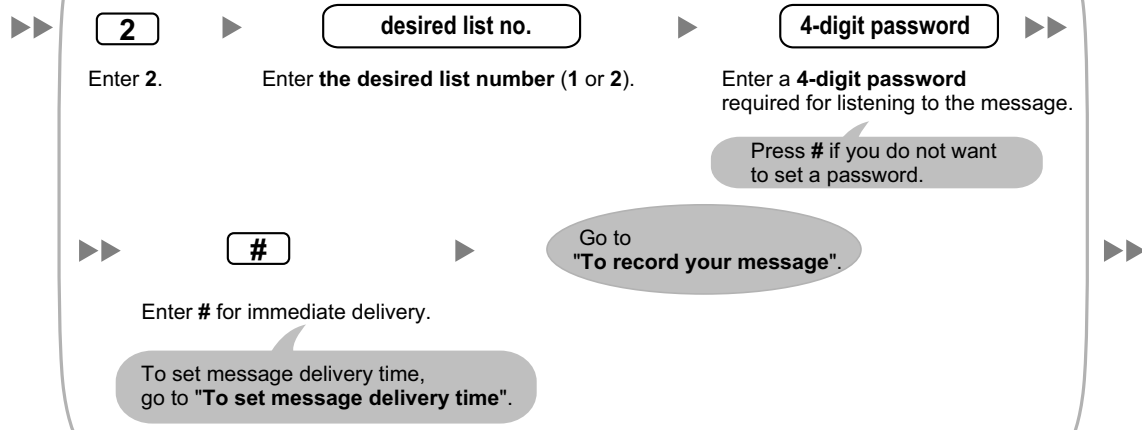 2
desired list no.
4-digit password
Enter 2.
Enter the desired list number (1 or 2).
Enter a 4-digit password
required for listening to the message.
Press # if you do not want
to set a password.
#
Go to
"To record your message".
Enter # for immediate delivery.
To set message delivery time,
go to "To set message delivery time".